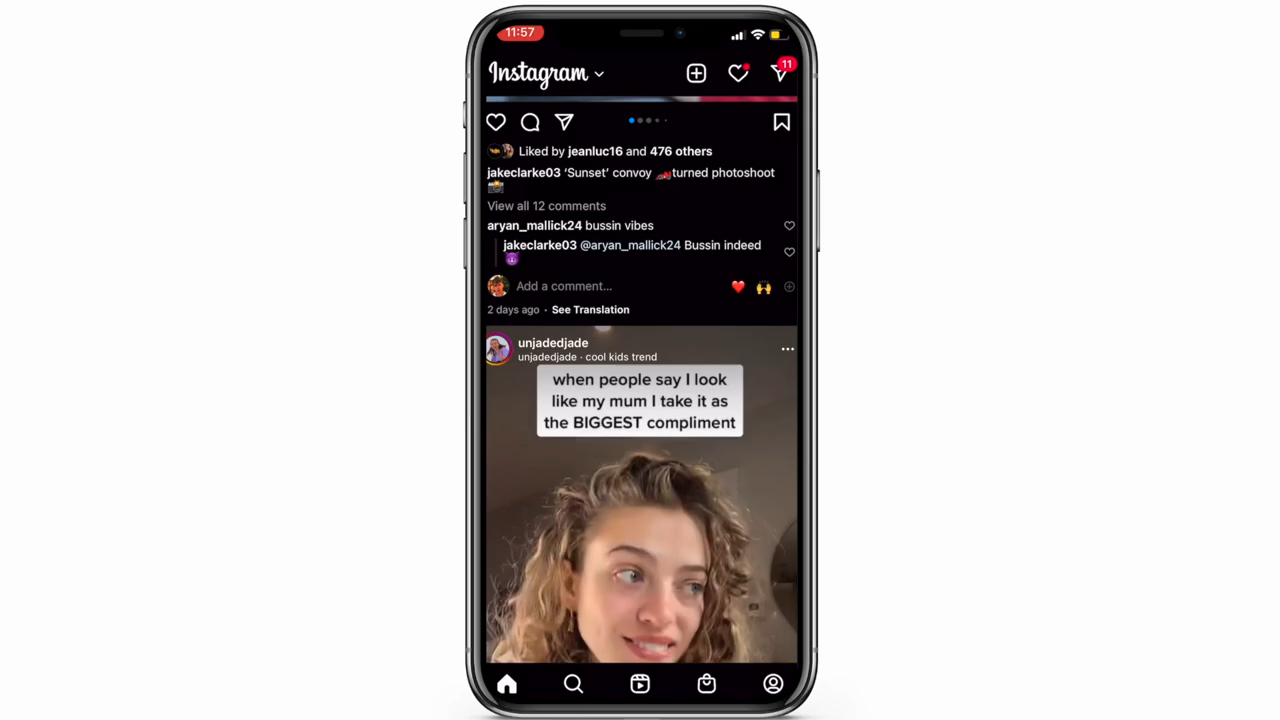 11:57
Instagram
11
Liked by jeanluc16 and 476 others
jakeclarke03 ‘Sunset’ convoy 🏎️turned photoshoot
📸
View all 12 comments
aryan_mallick24 bussin vibes
jakeclarke03 @aryan_mallick24 Bussin indeed
😈
Add a comment...
❤️ 🙌
2 days ago · See Translation
unjadedjade
unjadedjade · cool kids trend
when people say I look
like my mum I take it as
the BIGGEST compliment